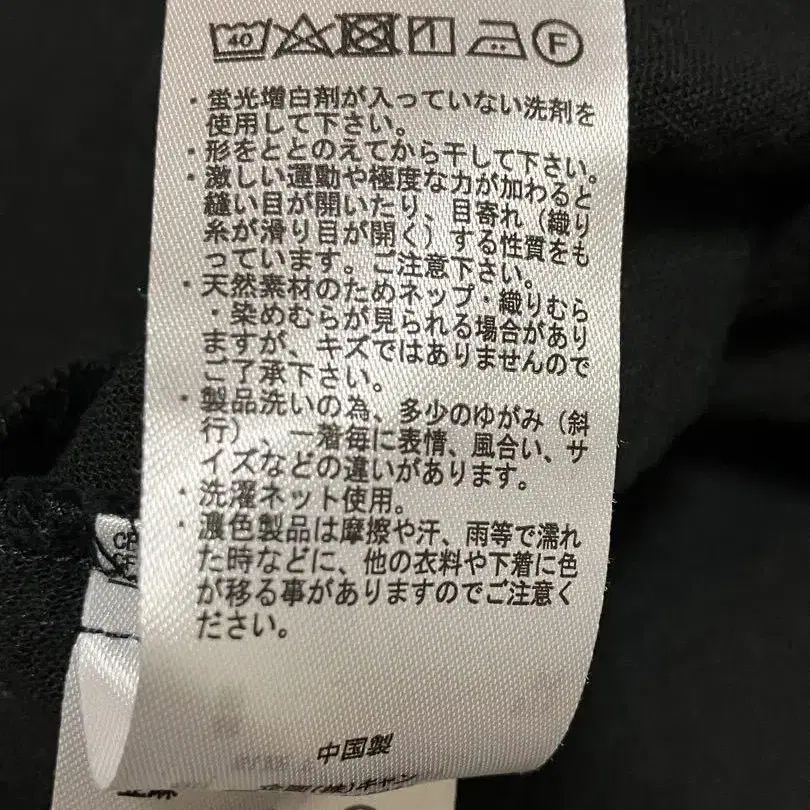 40 F
・蛍光増白剤が入っていない洗剤を
使用して下さい。
・形をととのえてから干して下さい。
・激しい運動や極度な力が加わると
縫い目が開いたり、目寄れ（織り
糸が滑り目が開く）する性質をも
っています。ご注意下さい。
・天然素材のためネップ・織りむら
・染めむらが見られる場合があり
ますが、キズではありませんので
ご了承下さい。
・製品洗いの為、多少のゆがみ（斜
行）、一着毎に表情、風合い、サ
イズなどの違いがあります。
・洗濯ネット使用。
・濃色製品は摩擦や汗、雨等で濡れ
た時などに、他の衣料や下着に色
が移る事がありますのでご注意く
ださい。
中国製
(株)キャン
亜麻